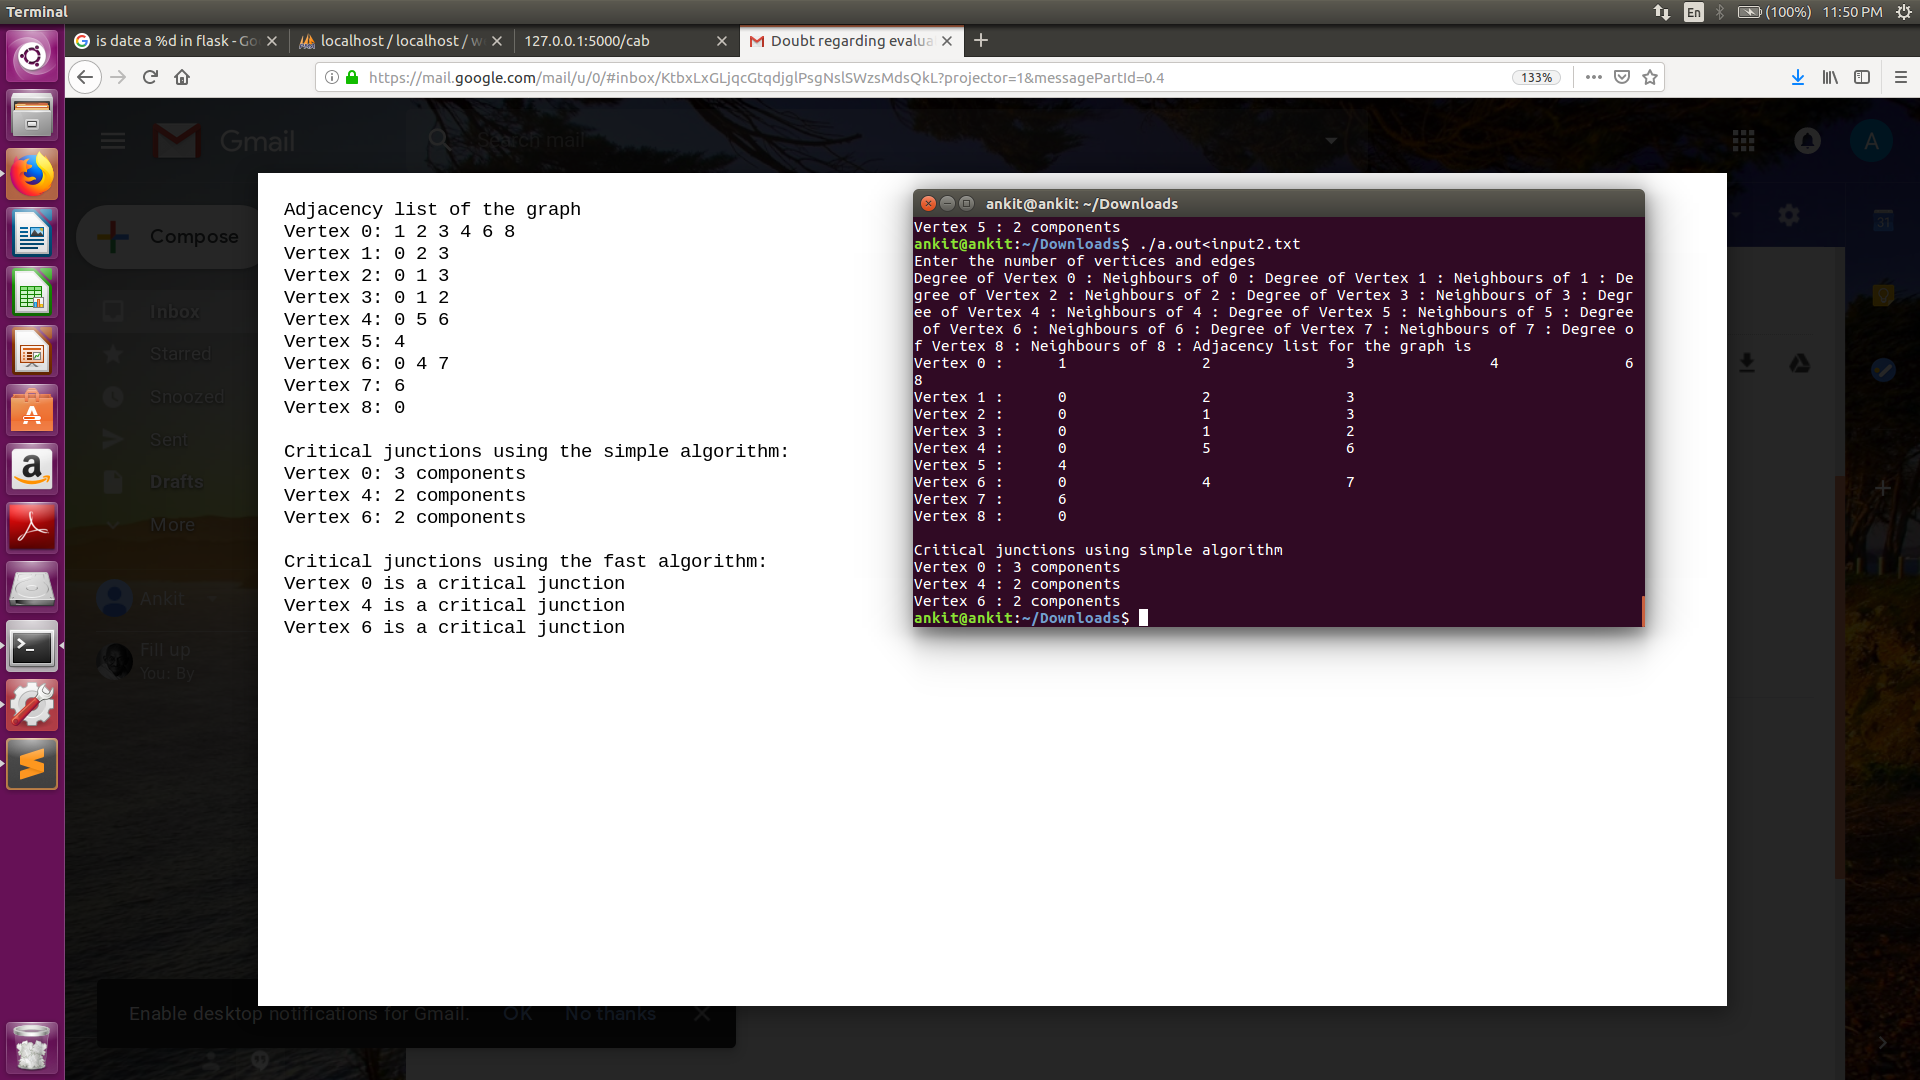 Terminal
En
(100%)
11:50 PM
is date a %d in flask - Go
localhost / localhost / w
127.0.0.1:5000/cab
Doubt regarding evalua
https://mail.google.com/mail/u/0/#inbox/KtbxLxGLjqcGtqdjglPsgNslSWzsMdsQkL?projector=1&messagePartId=0.4
133%
Gmail
Search mail
A
Compose
Inbox
Starred
Snoozed
Sent
Drafts
More
Ankit
Fill up
You: By
Adjacency list of the graph
Vertex 0: 1 2 3 4 6 8
Vertex 1: 0 2 3
Vertex 2: 0 1 3
Vertex 3: 0 1 2
Vertex 4: 0 5 6
Vertex 5: 4
Vertex 6: 0 4 7
Vertex 7: 6
Vertex 8: 0
Critical junctions using the simple algorithm:
Vertex 0: 3 components
Vertex 4: 2 components
Vertex 6: 2 components
Critical junctions using the fast algorithm:
Vertex 0 is a critical junction
Vertex 4 is a critical junction
Vertex 6 is a critical junction
ankit@ankit: ~/Downloads
Vertex 5 : 2 components
ankit@ankit:~/Downloads$ ./a.out<input2.txt
Enter the number of vertices and edges
Degree of Vertex 0 : Neighbours of 0 : Degree of Vertex 1 : Neighbours of 1 : De
gree of Vertex 2 : Neighbours of 2 : Degree of Vertex 3 : Neighbours of 3 : Degr
ee of Vertex 4 : Neighbours of 4 : Degree of Vertex 5 : Neighbours of 5 : Degree
of Vertex 6 : Neighbours of 6 : Degree of Vertex 7 : Neighbours of 7 : Degree o
f Vertex 8 : Neighbours of 8 : Adjacency list for the graph is
Vertex 0 : 1 2 3 4 6
8
Vertex 1 : 0 2 3
Vertex 2 : 0 1 3
Vertex 3 : 0 1 2
Vertex 4 : 0 5 6
Vertex 5 : 4
Vertex 6 : 0 4 7
Vertex 7 : 6
Vertex 8 : 0
Critical junctions using simple algorithm
Vertex 0 : 3 components
Vertex 4 : 2 components
Vertex 6 : 2 components
ankit@ankit:~/Downloads$
Enable desktop notifications for Gmail. OK No thanks